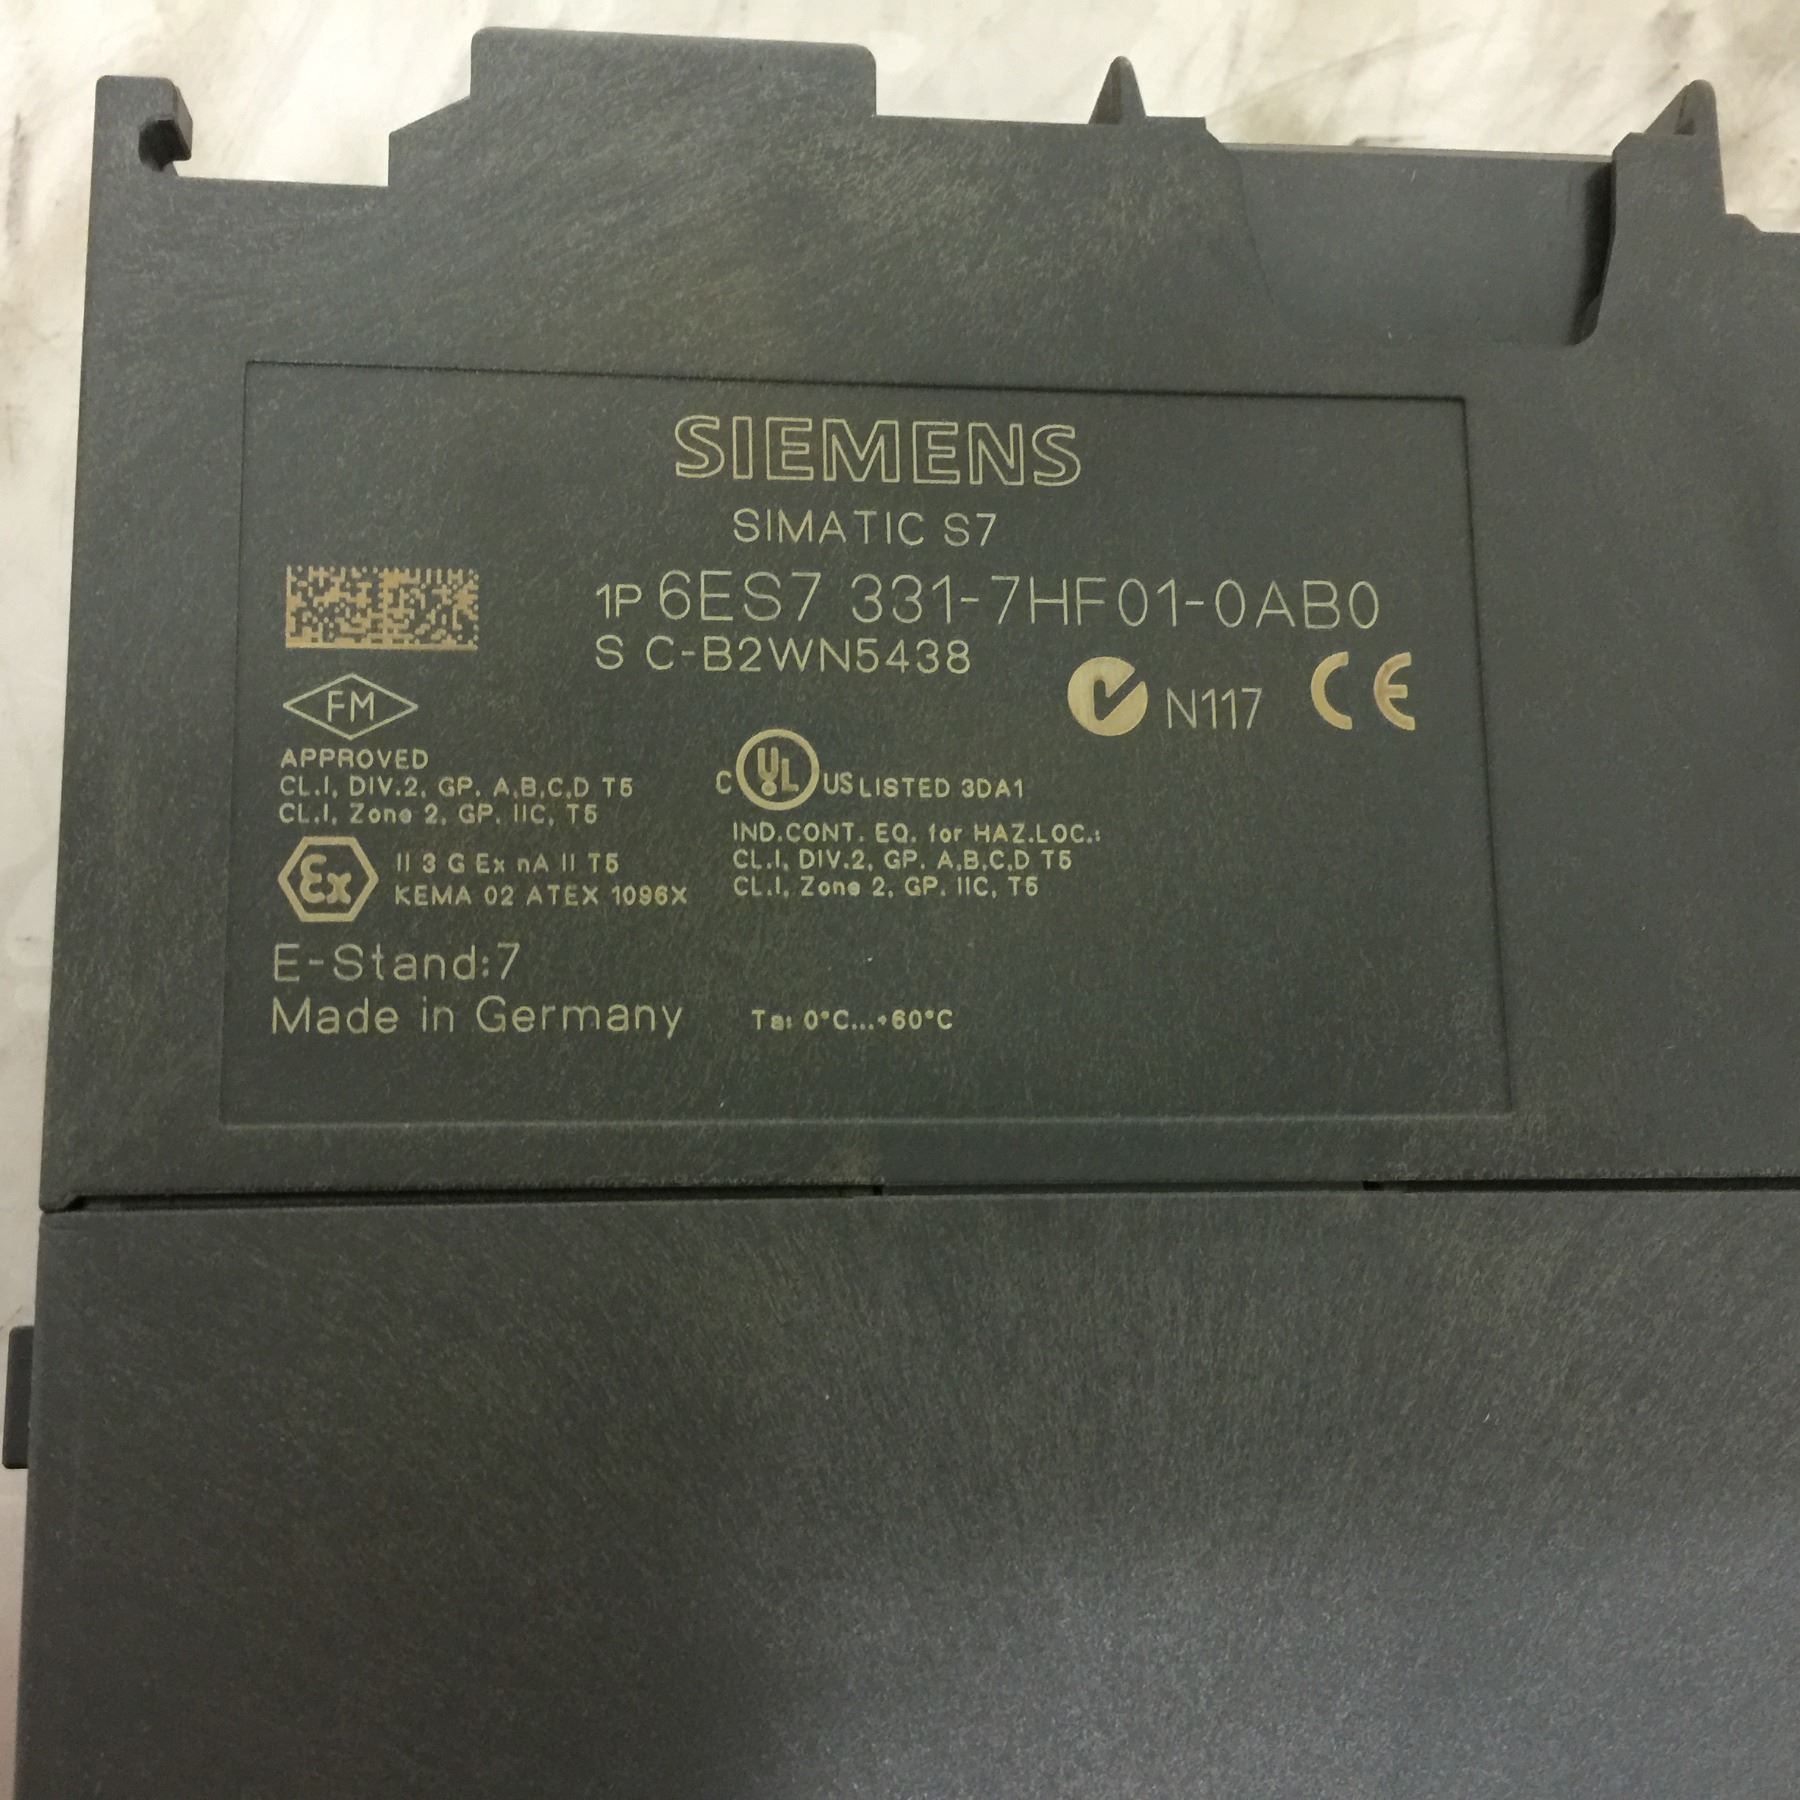 SIEMENS
SIMATIC S7
1P 6ES7 331-7HF01-0AB0
S C-B2WN5438
N117 CE
FM
APPROVED
CL.I, DIV.2, GP. A,B,C,D T5
CL.I, Zone 2, GP. IIC, T5
C UL US LISTED 3DA1
IND.CONT. EQ. for HAZ.LOC.:
CL.I, DIV.2, GP. A,B,C,D T5
CL.I, Zone 2, GP. IIC, T5
Ex II 3 G Ex nA II T5
KEMA 02 ATEX 1096X
E-Stand:7
Made in Germany
Ta: 0°C...+60°C